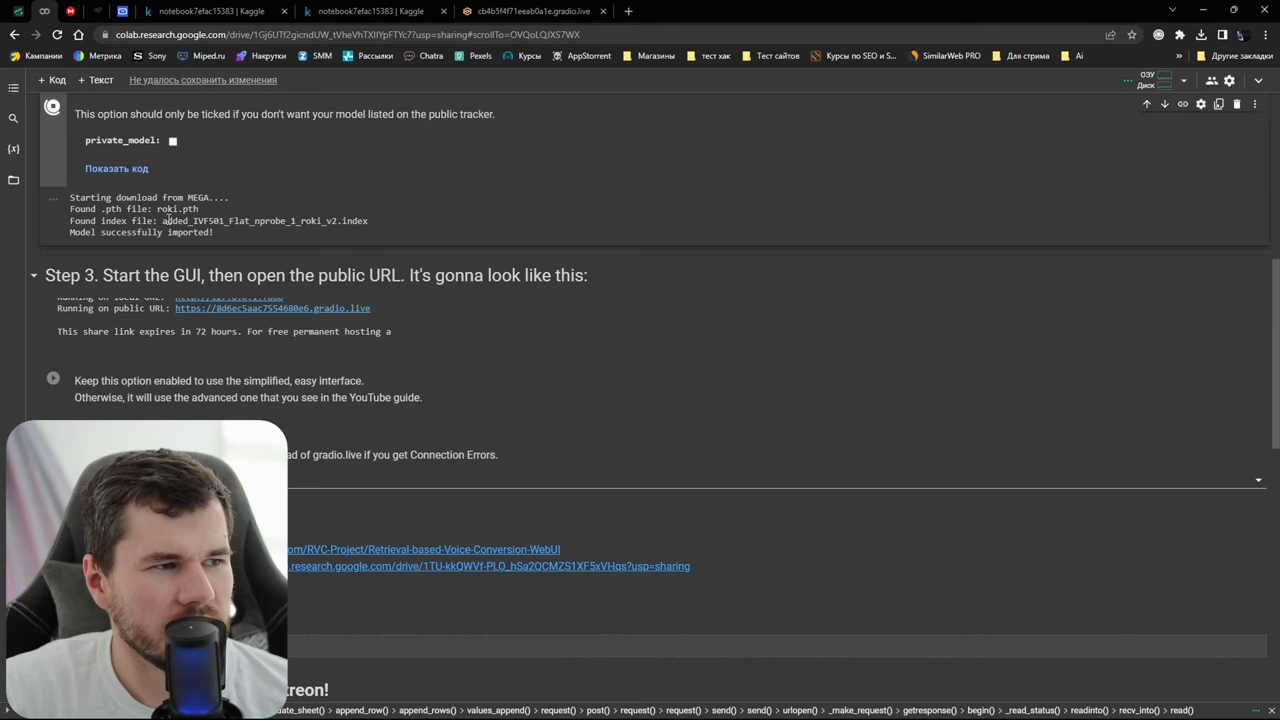 notebook7efac15383 | Kaggle
notebook7efac15383 | Kaggle
cb4b5f4f71eeab0a1e.gradio.live
colab.research.google.com/drive/1Gj6UTf2gicndUW_tVheVhTXIIYpFTYc7?usp=sharing#scrollTo=OVQoLQJXS7WX
Кампании
Метрика
Sony
Miped.ru
Накрутки
SMM
Рассылки
Chatra
Pexels
Курсы
AppStorrent
Магазины
тест хак
Тест сайтов
Курсы по SEO и S...
SimilarWeb PRO
Для стрима
Ai
Другие закладки
+ Код
+ Текст
Не удалось сохранить изменения
ОЗУ
Диск
This option should only be ticked if you don't want your model listed on the public tracker.
private_model:
Показать код
Starting download from MEGA....
Found .pth file: roki.pth
Found index file: added_IVF501_Flat_nprobe_1_roki_v2.index
Model successfully imported!
Step 3. Start the GUI, then open the public URL. It's gonna look like this:
Running on public URL: https://8d6ec5aac7554680e6.gradio.live
This share link expires in 72 hours. For free permanent hosting a
Keep this option enabled to use the simplified, easy interface.
Otherwise, it will use the advanced one that you see in the YouTube guide.
ad of gradio.live if you get Connection Errors.
om/RVC-Project/Retrieval-based-Voice-Conversion-WebUI
.research.google.com/drive/1TU-kkQWVf-PLO_hSa2QCMZS1XF5xVHqs?usp=sharing
treon!
date_sheet() > append_row() > append_rows() > values_append() > request() > post() > request() > request() > send() > send() > urlopen() > _make_request() > getresponse() > begin() > _read_status() > readinto() > recv_into() > read()